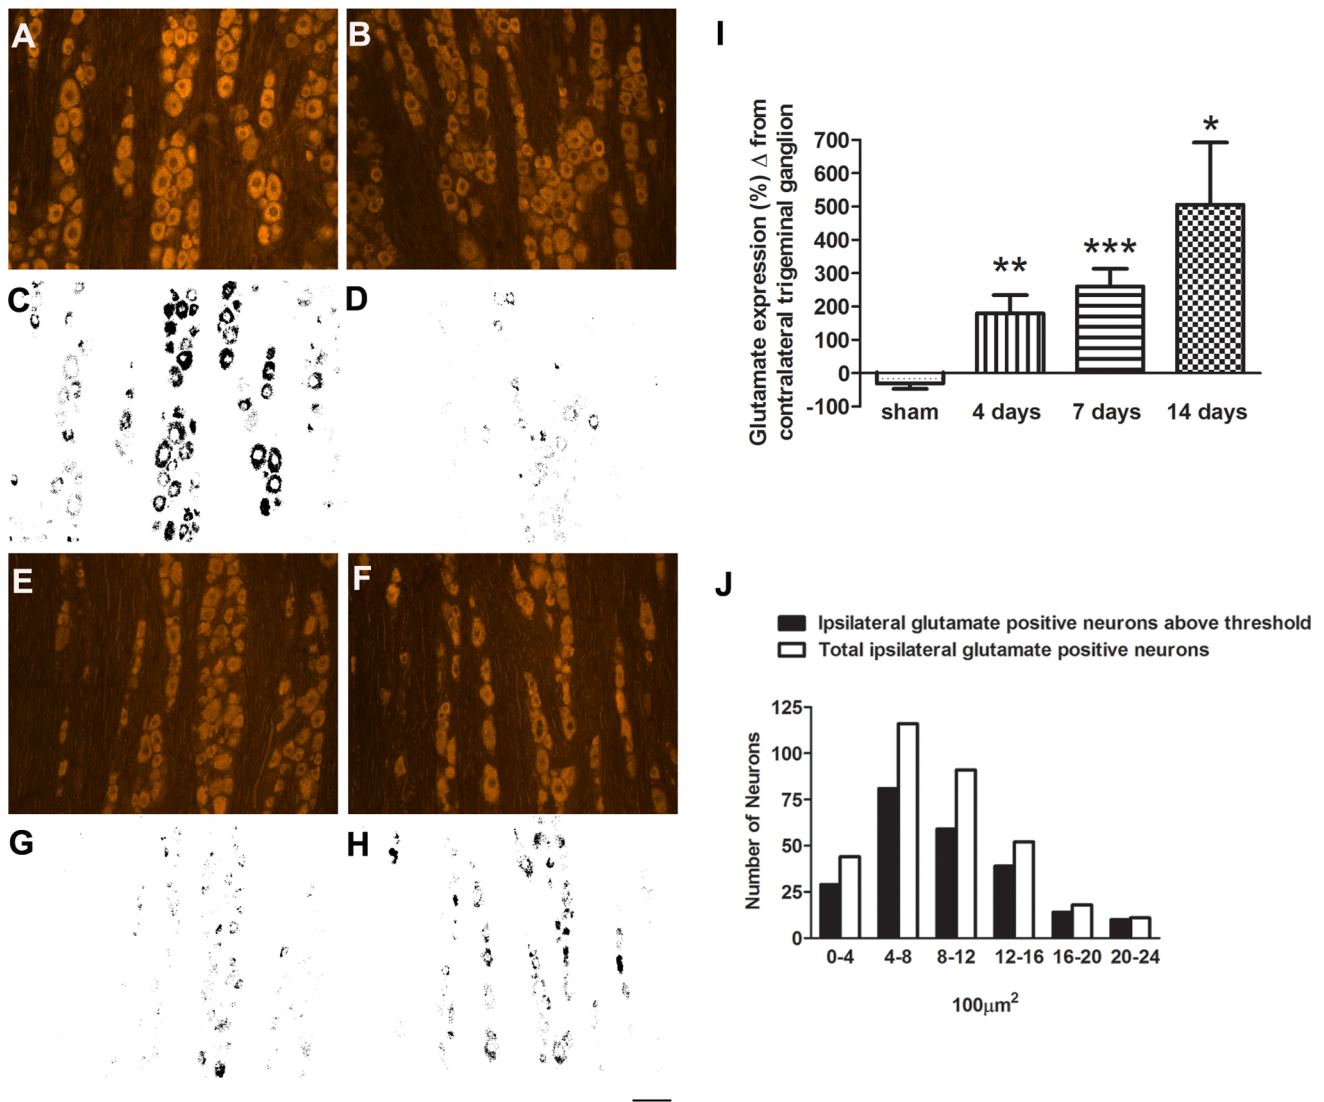 A
B
C
D
E
F
G
H
I
Glutamate expression (%) Δ from
contralateral trigeminal ganglion
700
600
500
400
300
200
100
0
-100
**
***
*
sham
4 days
7 days
14 days
J
Ipsilateral glutamate positive neurons above threshold
Total ipsilateral glutamate positive neurons
Number of Neurons
125
100
75
50
25
0
0-4
4-8
8-12
12-16
16-20
20-24
100μm²